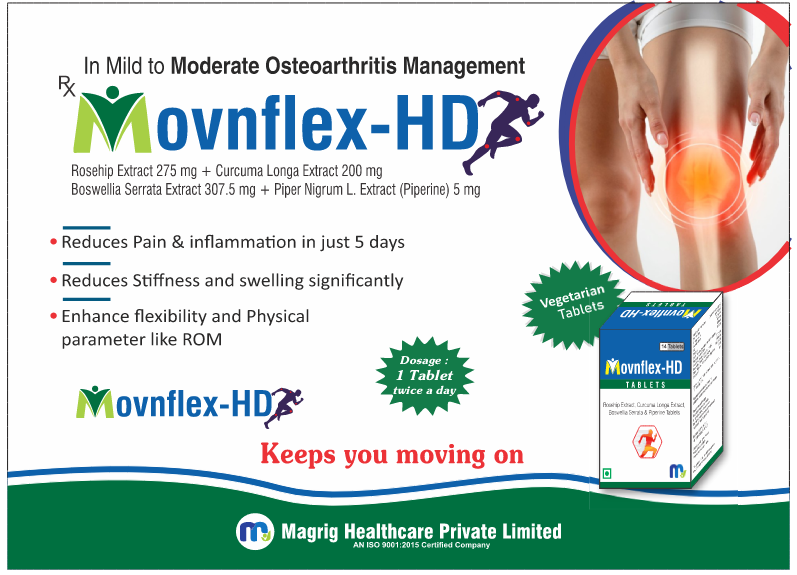 In Mild to Moderate Osteoarthritis Management
Rx
Movnflex-HD
Rosehip Extract 275 mg + Curcuma Longa Extract 200 mg
Boswellia Serrata Extract 307.5 mg + Piper Nigrum L. Extract (Piperine) 5 mg
• Reduces Pain & inflammation in just 5 days
• Reduces Stiffness and swelling significantly
• Enhance flexibility and Physical
parameter like ROM
Vegetarian
Tablets
Dosage :
1 Tablet
twice a day
Movnflex-HD
TABLETS
Movnflex-HD
14 Tablets
Movnflex-HD
TABLETS
Rosehip Extract, Curcuma Longa Extract,
Boswellia Serrata & Piperine Tablets
Keeps you moving on
Magrig Healthcare Private Limited
AN ISO 9001:2015 Certified Company